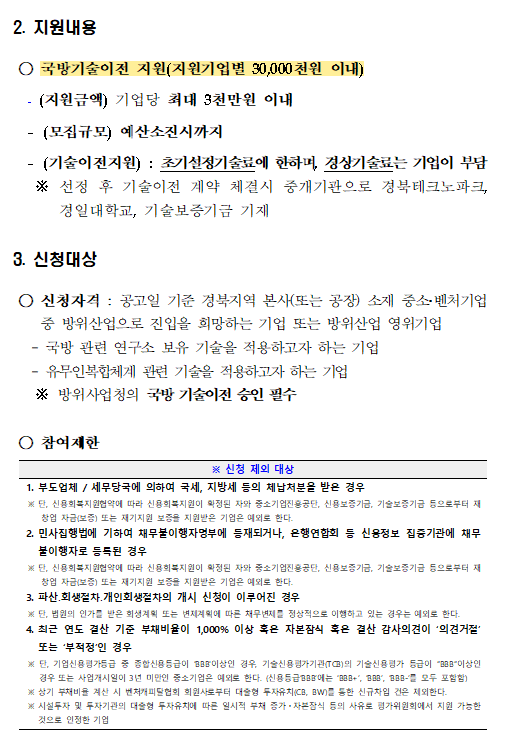 2. 지원내용
○ 국방기술이전 지원(지원기업별 30,000천원 이내)
- (지원금액) 기업당 최대 3천만원 이내
- (모집규모) 예산소진시까지
- (기술이전지원) : 초기설정기술료에 한하며, 경상기술료는 기업이 부담
※ 선정 후 기술이전 계약 체결시 중개기관으로 경북테크노파크,
경일대학교, 기술보증기금 기재
3. 신청대상
○ 신청자격 : 공고일 기준 경북지역 본사(또는 공장) 소재 중소·벤처기업
중 방위산업으로 진입을 희망하는 기업 또는 방위산업 영위기업
- 국방 관련 연구소 보유 기술을 적용하고자 하는 기업
- 유무인복합체계 관련 기술을 적용하고자 하는 기업
※ 방위사업청의 국방 기술이전 승인 필수
○ 참여제한
※ 신청 제외 대상
1. 부도업체 / 세무당국에 의하여 국세, 지방세 등의 체납처분을 받은 경우
※ 단, 신용회복지원협약에 따라 신용회복지원이 확정된 자와 중소기업진흥공단, 신용보증기금, 기술보증기금 등으로부터 재
창업 자금(보증) 또는 재기지원 보증을 지원받은 기업은 예외로 한다.
2. 민사집행법에 기하여 채무불이행자명부에 등재되거나, 은행연합회 등 신용정보 집중기관에 채무
불이행자로 등록된 경우
※ 단, 신용회복지원협약에 따라 신용회복지원이 확정된 자와 중소기업진흥공단, 신용보증기금, 기술보증기금 등으로부터 재
창업 자금(보증) 또는 재기지원 보증을 지원받은 기업은 예외로 한다.
3. 파산.회생절차.개인회생절차의 개시 신청이 이루어진 경우
※ 단, 법원의 인가를 받은 회생계획 또는 변제계획에 따른 채무변제를 정상적으로 이행하고 있는 경우는 예외로 한다.
4. 최근 연도 결산 기준 부채비율이 1,000% 이상 혹은 자본잠식 혹은 결산 감사의견이 '의견거절'
또는 '부적정'인 경우
※ 단, 기업신용평가등급 중 종합신용등급이 'BBB'이상인 경우, 기술신용평가기관(TCB)의 기술신용평가 등급이 "BBB"이상인
경우 또는 사업개시일이 3년 미만인 중소기업은 예외로 한다. (신용등급'BBB'에는 'BBB+', 'BBB', 'BBB-'를 모두 포함함)
※ 상기 부채비율 계산 시 벤처캐피탈협회 회원사로부터 대출형 투자유치(CB, BW)를 통한 신규차입 건은 제외한다.
※ 시설투자 및 투자기관의 대출형 투자유치에 따른 일시적 부채 증가·자본잠식 등의 사유로 평가위원회에서 지원 가능한
것으로 인정한 기업